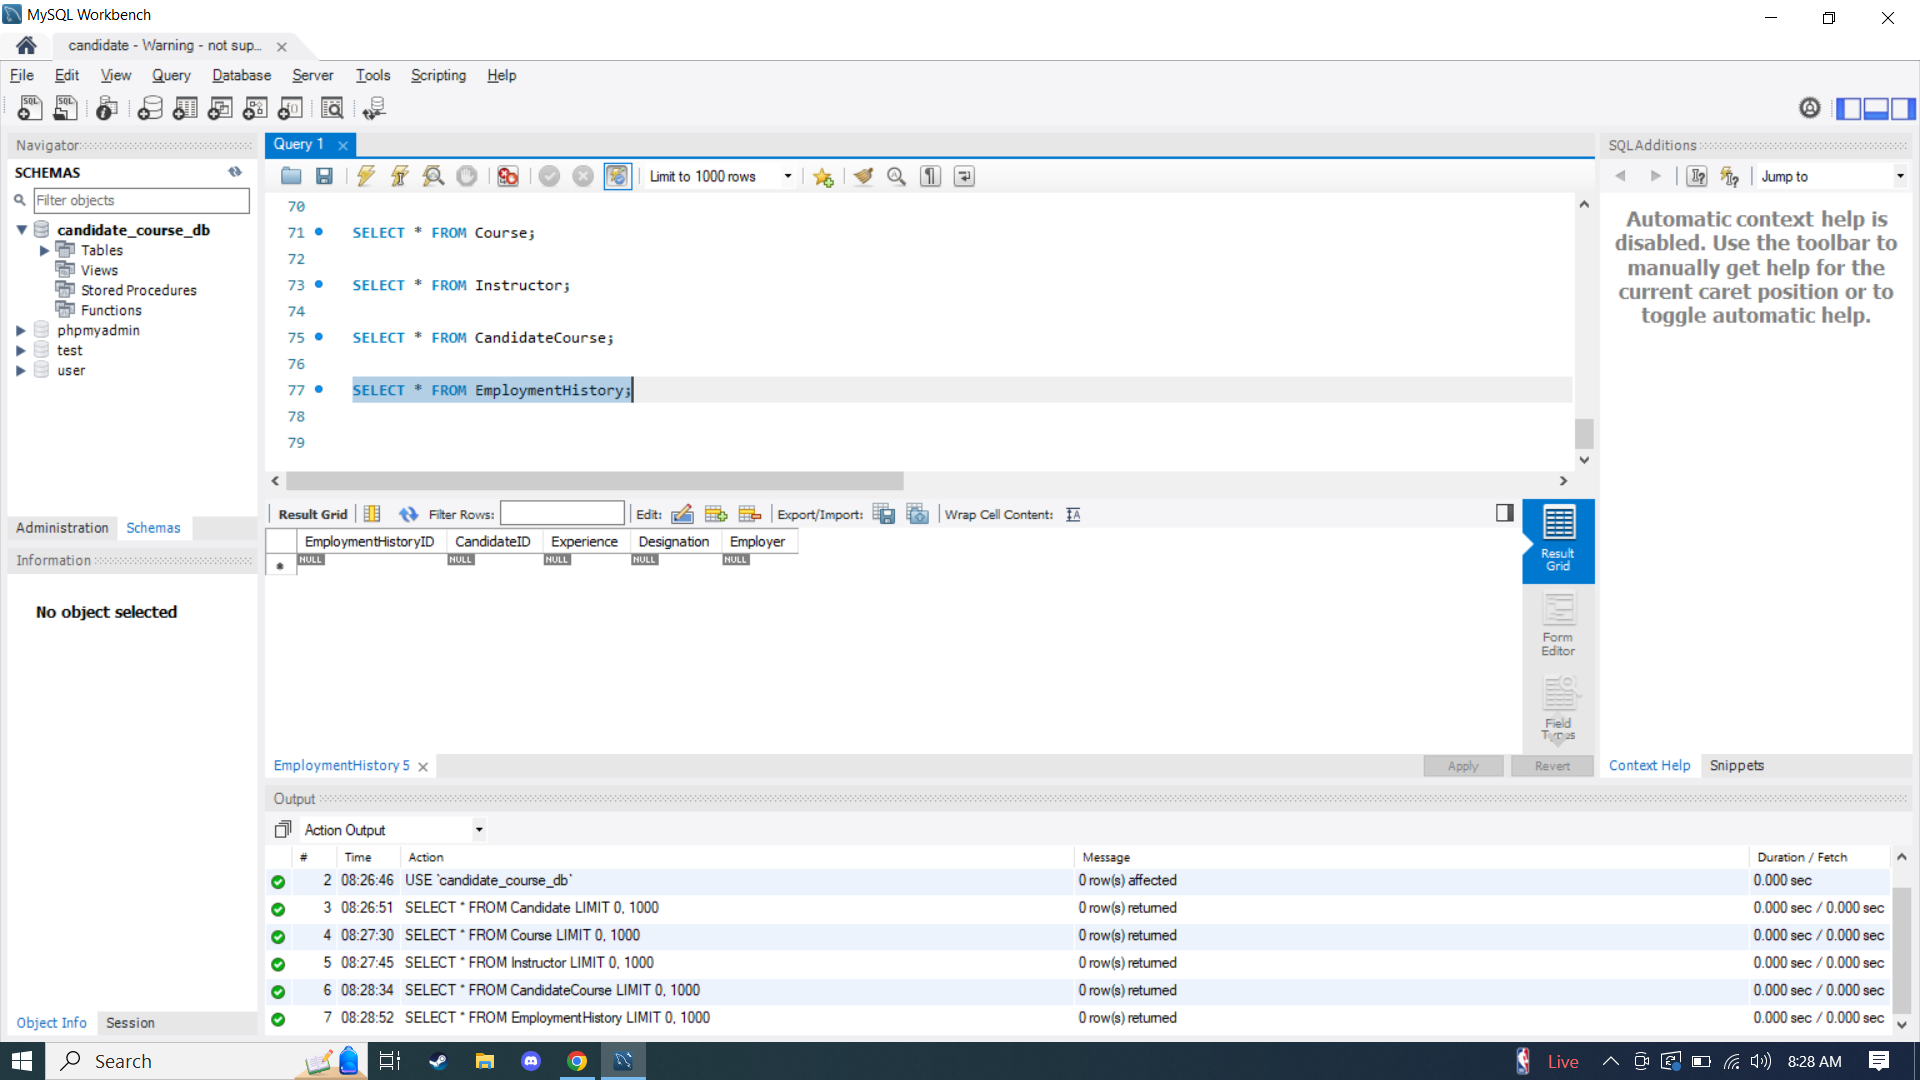 MySQL Workbench
candidate - Warning - not sup...
File Edit View Query Database Server Tools Scripting Help
Navigator
SCHEMAS
Filter objects
candidate_course_db
Tables
Views
Stored Procedures
Functions
phpmyadmin
test
user
Administration Schemas
Information
No object selected
Object Info Session
Query 1
Limit to 1000 rows
70
71 SELECT * FROM Course;
72
73 SELECT * FROM Instructor;
74
75 SELECT * FROM CandidateCourse;
76
77 SELECT * FROM EmploymentHistory;
78
79
Result Grid Filter Rows: Edit: Export/Import: Wrap Cell Content:
EmploymentHistoryID CandidateID Experience Designation Employer
NULL NULL NULL NULL NULL
Result Grid
Form Editor
Field Types
EmploymentHistory 5
Apply Revert
SQLAdditions
Jump to
Automatic context help is
disabled. Use the toolbar to
manually get help for the
current caret position or to
toggle automatic help.
Context Help Snippets
Output
Action Output
# Time Action Message Duration / Fetch
2 08:26:46 USE `candidate_course_db` 0 row(s) affected 0.000 sec
3 08:26:51 SELECT * FROM Candidate LIMIT 0, 1000 0 row(s) returned 0.000 sec / 0.000 sec
4 08:27:30 SELECT * FROM Course LIMIT 0, 1000 0 row(s) returned 0.000 sec / 0.000 sec
5 08:27:45 SELECT * FROM Instructor LIMIT 0, 1000 0 row(s) returned 0.000 sec / 0.000 sec
6 08:28:34 SELECT * FROM CandidateCourse LIMIT 0, 1000 0 row(s) returned 0.000 sec / 0.000 sec
7 08:28:52 SELECT * FROM EmploymentHistory LIMIT 0, 1000 0 row(s) returned 0.000 sec / 0.000 sec
Search
Live
8:28 AM